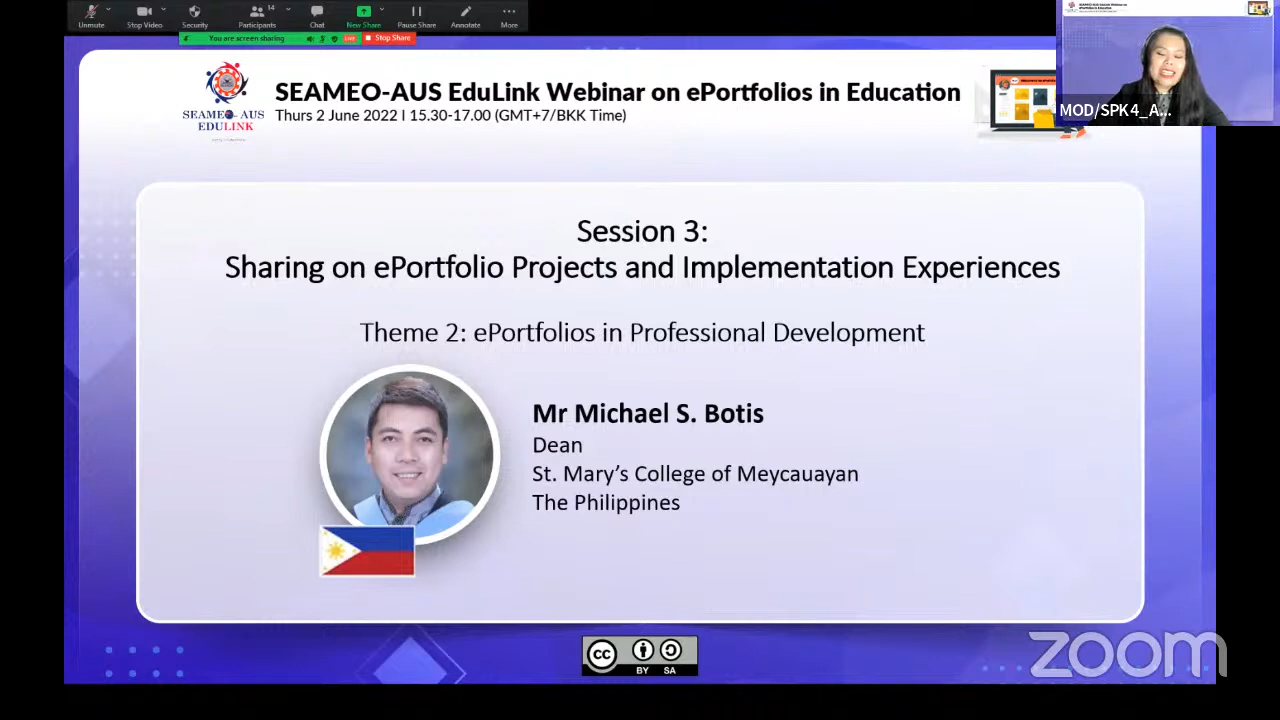 Unmute
Stop Video
Security
14
Participants
Chat
New Share
Pause Share
Annotate
More
You are screen sharing
LIVE
Stop Share
SEAMEO-AUS
EDULINK
SEAMEO-AUS EduLink Webinar on ePortfolios in Education
Thurs 2 June 2022 I 15.30-17.00 (GMT+7/BKK Time)
MOD/SPK4_A...
Session 3:
Sharing on ePortfolio Projects and Implementation Experiences
Theme 2: ePortfolios in Professional Development
Mr Michael S. Botis
Dean
St. Mary's College of Meycauayan
The Philippines
cc
BY SA
zoom